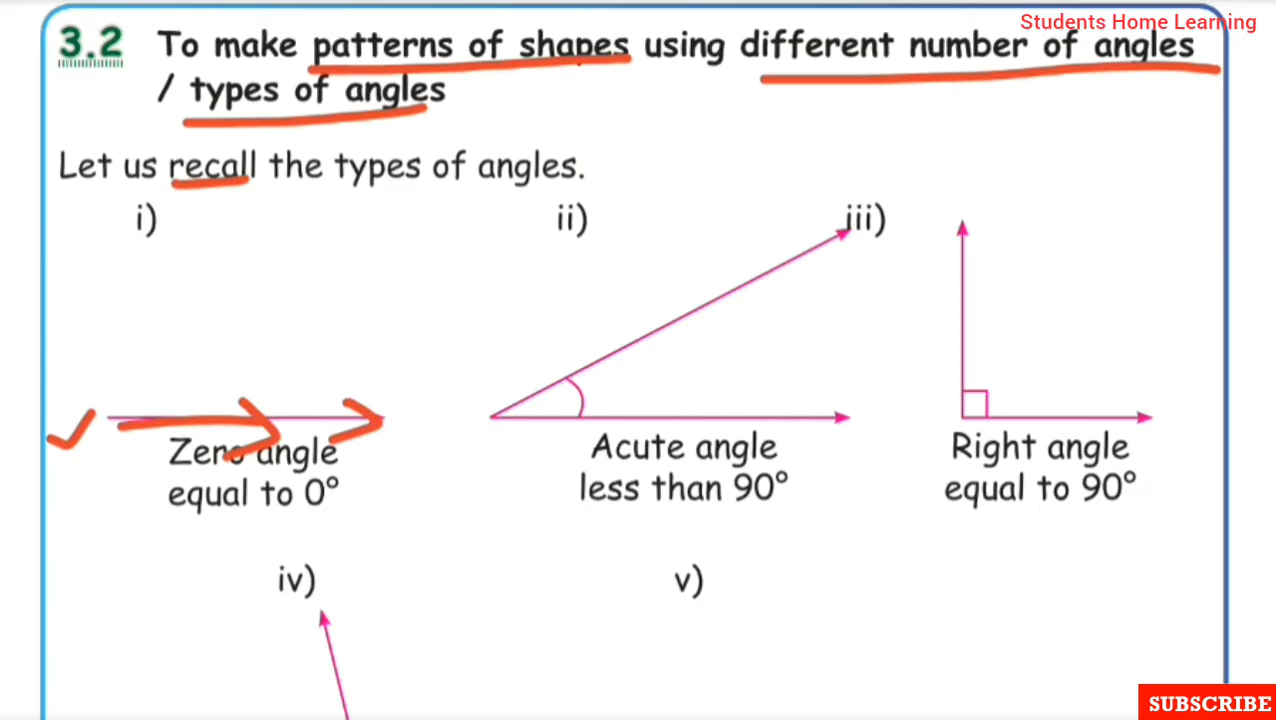 Students Home Learning
3.2 To make patterns of shapes using different number of angles
/ types of angles
Let us recall the types of angles.
i)
ii)
iii)
Zero angle
equal to 0°
Acute angle
less than 90°
Right angle
equal to 90°
iv)
v)
SUBSCRIBE